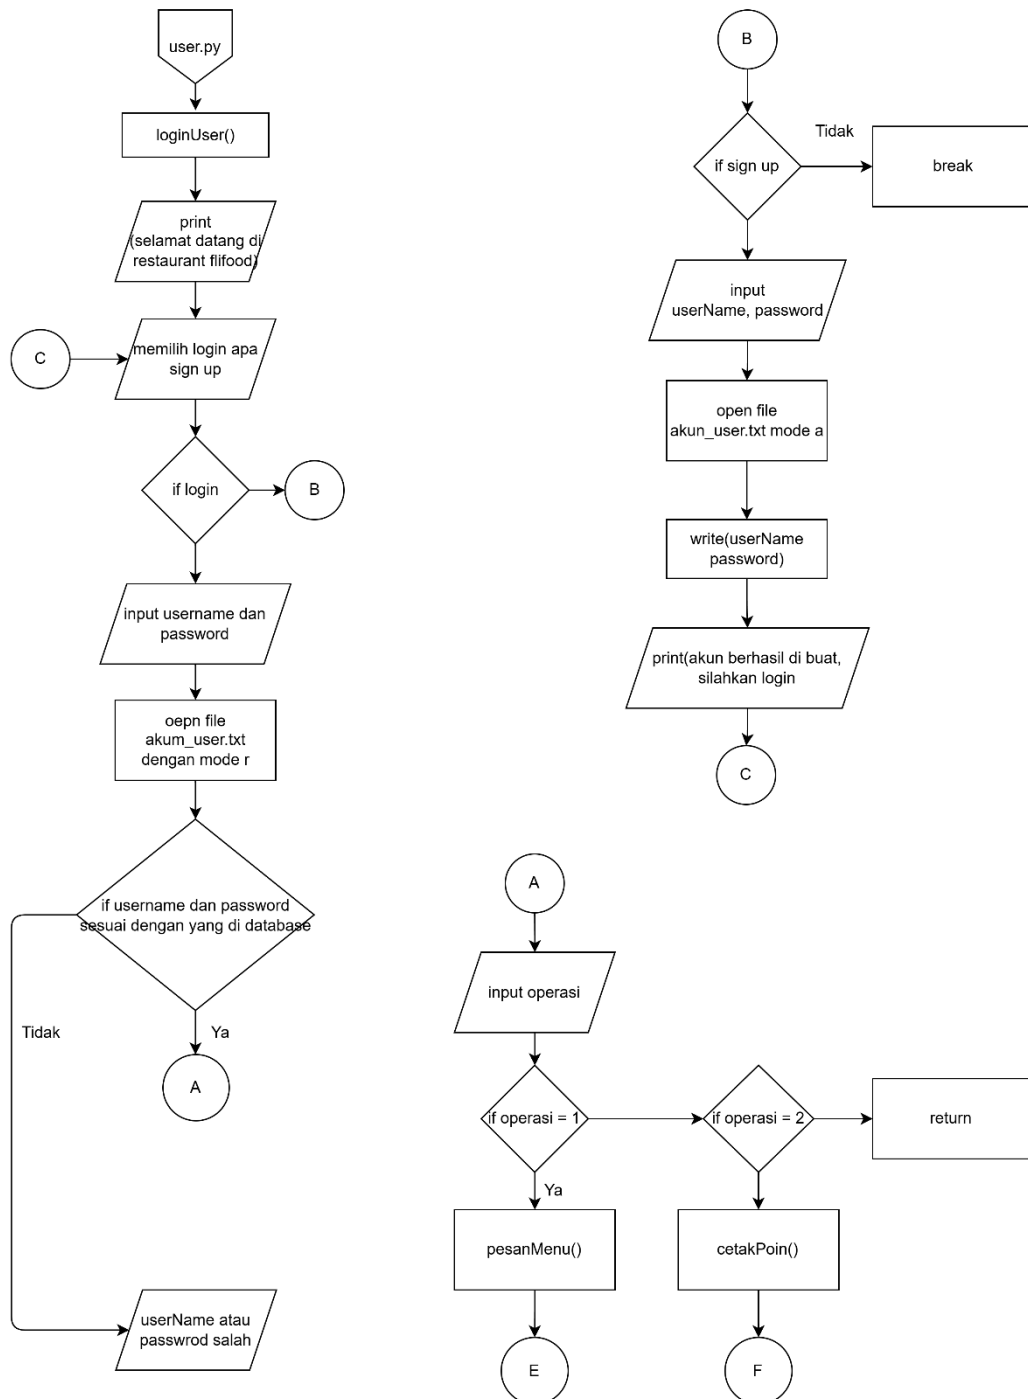 user.py
loginUser()
print
(selamat datang di
restaurant flifood)
C
memilih login apa
sign up
if login
B
input username dan
password
oepn file
akum_user.txt
dengan mode r
if username dan password
sesuai dengan yang di database
Tidak
Ya
A
userName atau
passwrod salah
B
if sign up
Tidak
break
input
userName, password
open file
akun_user.txt mode a
write(userName
password)
print(akun berhasil di buat,
silahkan login
C
A
input operasi
if operasi = 1
if operasi = 2
return
Ya
pesanMenu()
cetakPoin()
E
F